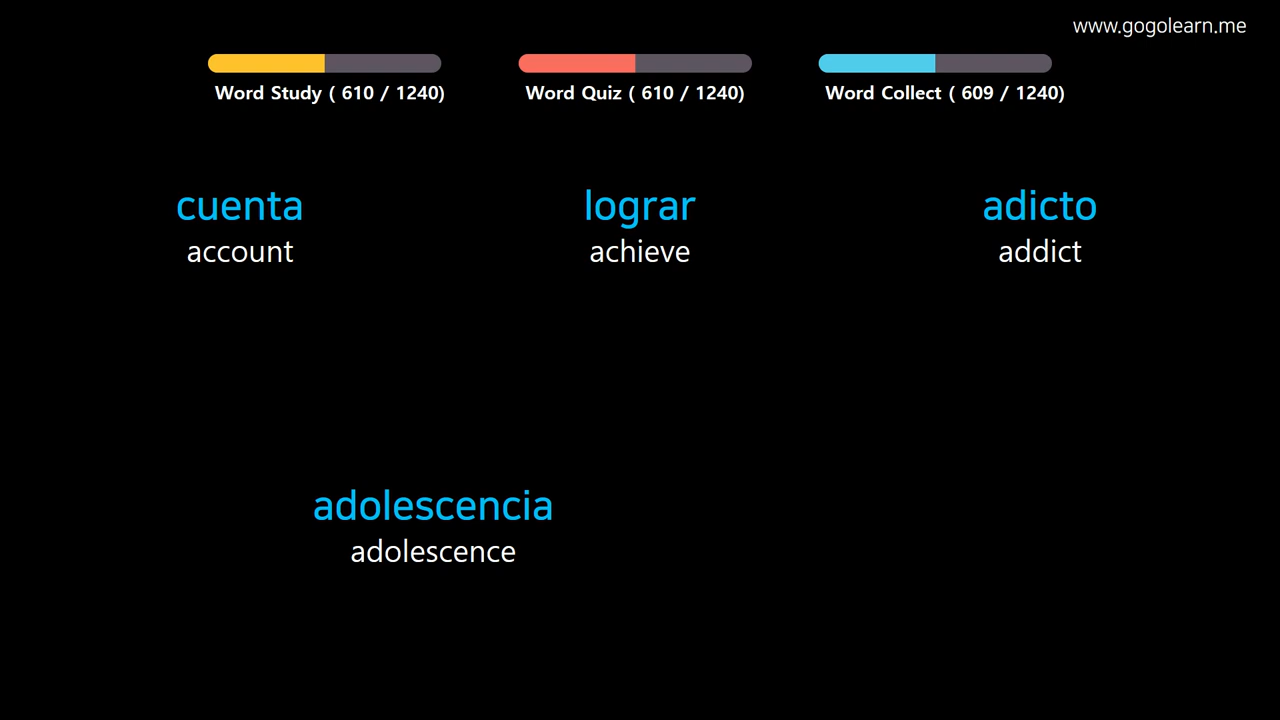 www.gogolearn.me
Word Study ( 610 / 1240)
Word Quiz ( 610 / 1240)
Word Collect ( 609 / 1240)
cuenta
account
lograr
achieve
adicto
addict
adolescencia
adolescence